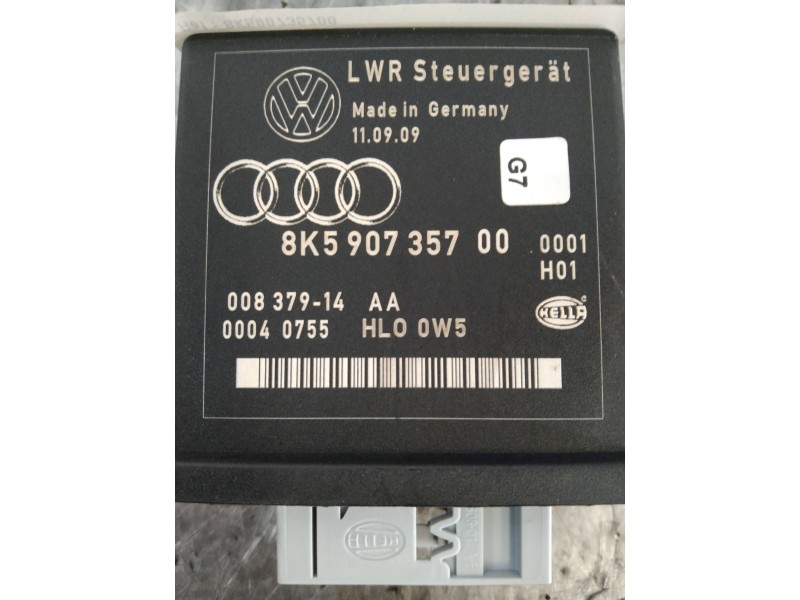 8K590735700
LWR Steuergerät
Made in Germany
11.09.09
G7
8K5 907 357 00 0001
H01
008 379-14 AA
0004 0755 HLO 0W5
HELLA
HELLA